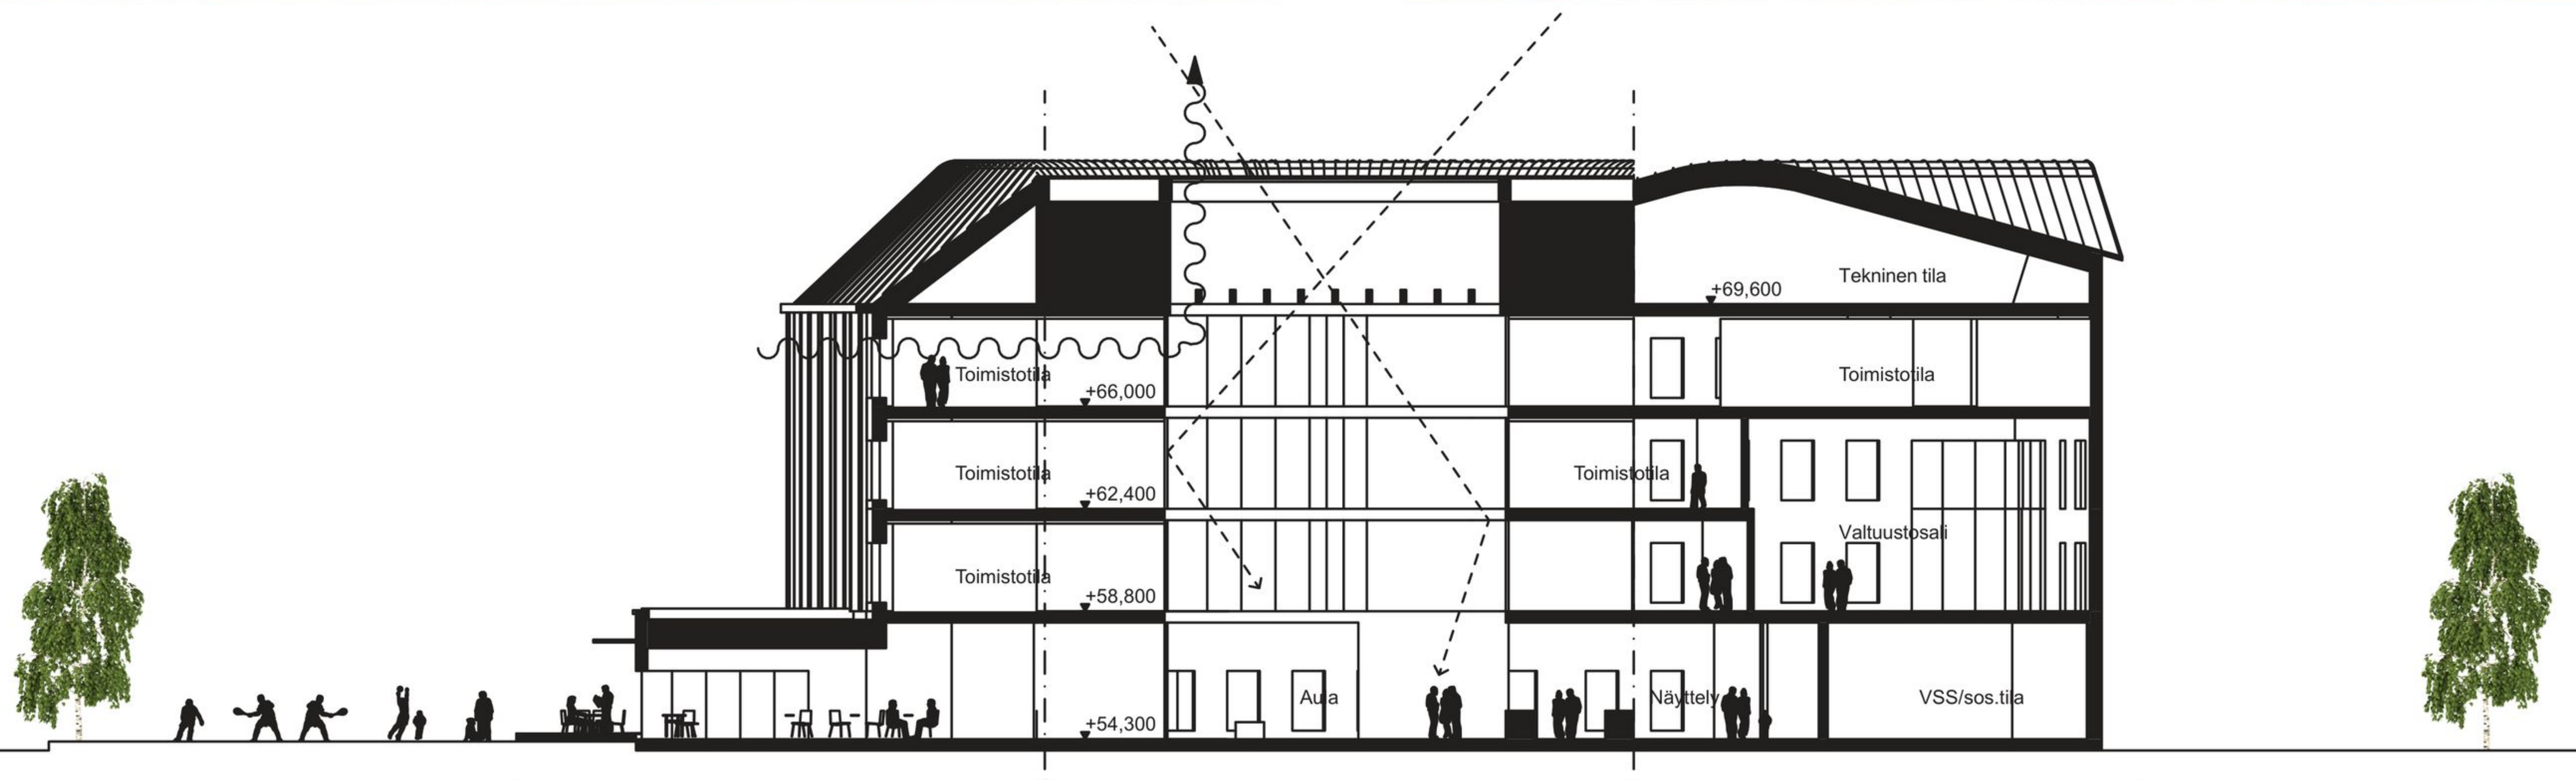 Tekninen tila
+69,600
Toimistotila
+66,000
Toimistotila
Toimistotila
+62,400
Toimistotila
Valtuustosali
Toimistotila
+58,800
Aula
Näyttely
VSS/sos.tila
+54,300